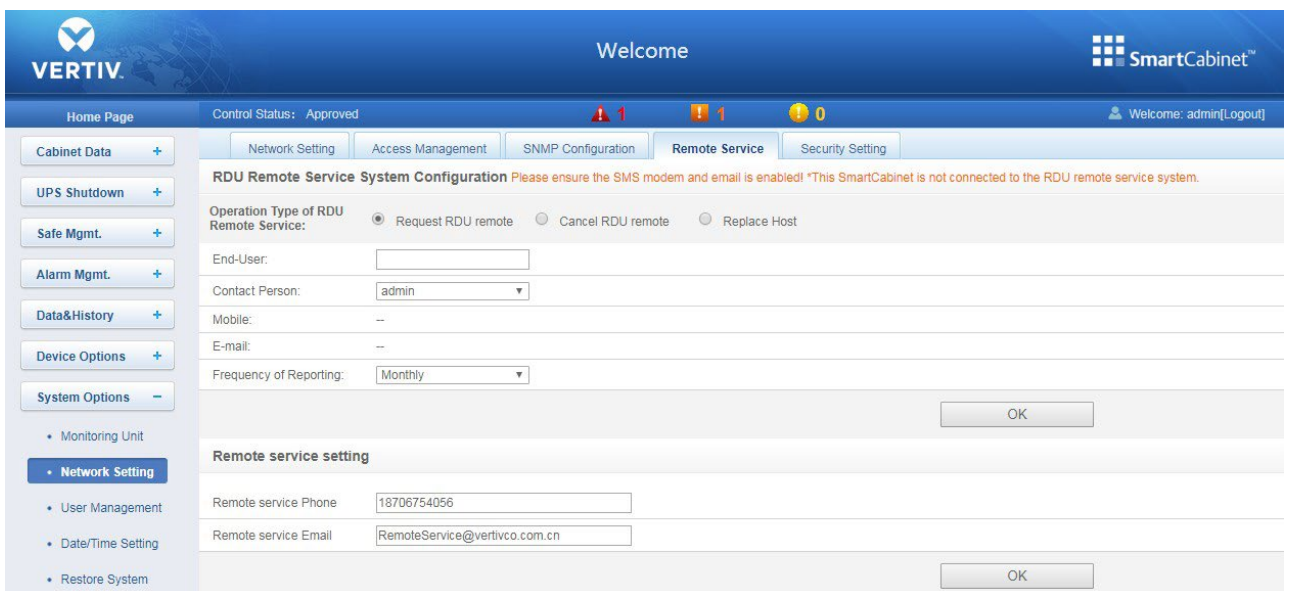 VERTIV.
Welcome
SmartCabinet™
Home Page
Control Status: Approved
1
1
0
Welcome: admin[Logout]
Cabinet Data +
UPS Shutdown +
Safe Mgmt. +
Alarm Mgmt. +
Data&History +
Device Options +
System Options −
• Monitoring Unit
• Network Setting
• User Management
• Date/Time Setting
• Restore System
Network Setting
Access Management
SNMP Configuration
Remote Service
Security Setting
RDU Remote Service System Configuration Please ensure the SMS modem and email is enabled! *This SmartCabinet is not connected to the RDU remote service system.
Operation Type of RDU
Remote Service:
Request RDU remote
Cancel RDU remote
Replace Host
End-User:
Contact Person: admin
Mobile: --
E-mail: --
Frequency of Reporting: Monthly
OK
Remote service setting
Remote service Phone 18706754056
Remote service Email RemoteService@vertivco.com.cn
OK